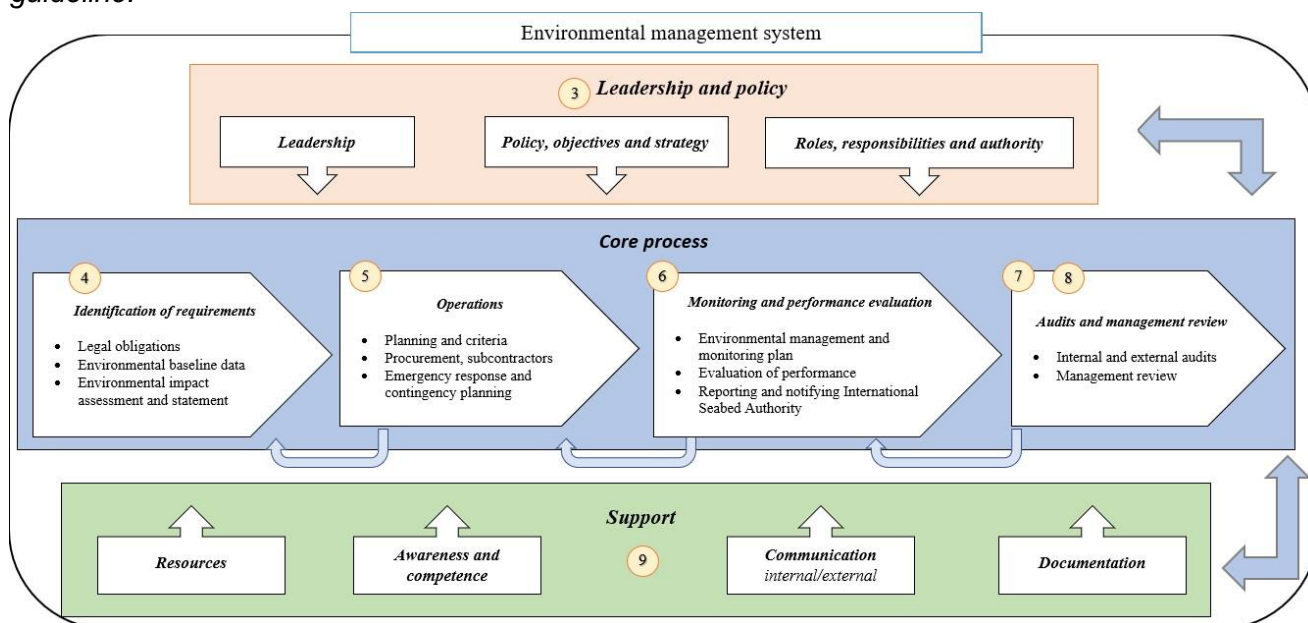 guideline.
Environmental management system
3 Leadership and policy
Leadership
Policy, objectives and strategy
Roles, responsibilities and authority
Core process
4
Identification of requirements
• Legal obligations
• Environmental baseline data
• Environmental impact
assessment and statement
5
Operations
• Planning and criteria
• Procurement, subcontractors
• Emergency response and
contingency planning
6
Monitoring and performance evaluation
• Environmental management and
monitoring plan
• Evaluation of performance
• Reporting and notifying International
Seabed Authority
7 8
Audits and management review
• Internal and external audits
• Management review
Support
9
Resources
Awareness and
competence
Communication
internal/external
Documentation